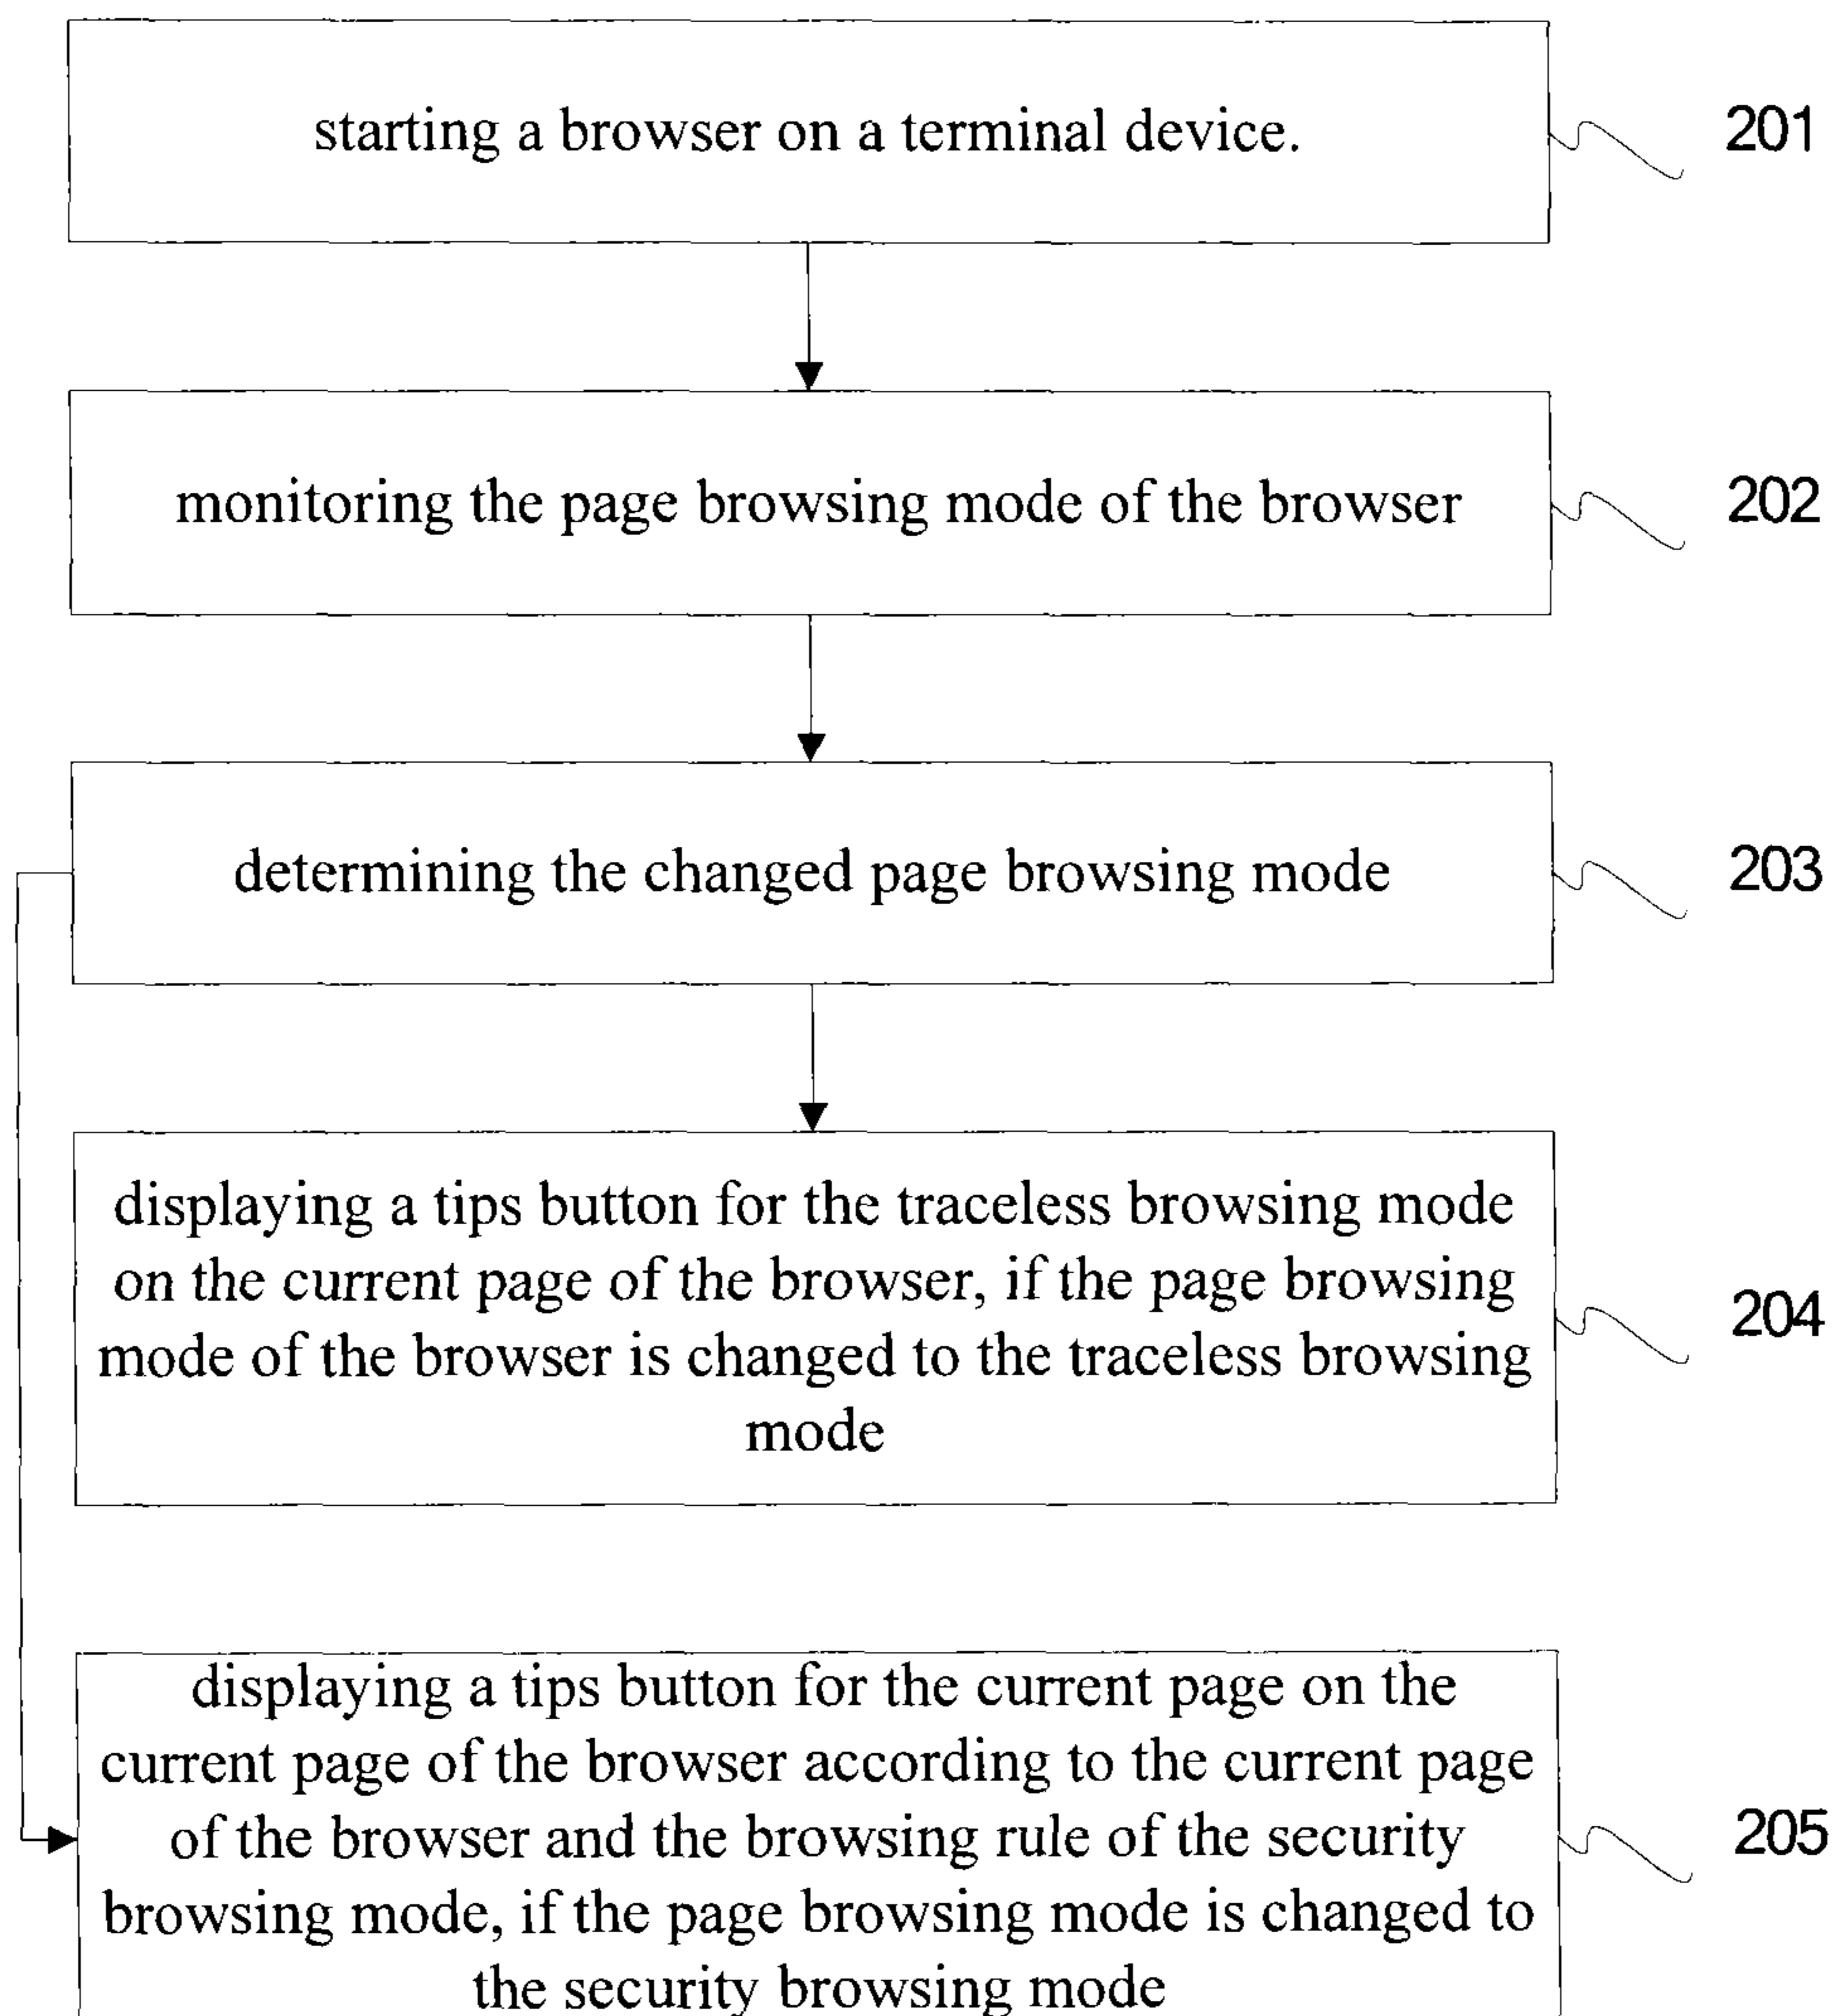 starting a browser on a terminal device.
201
monitoring the page browsing mode of the browser
202
determining the changed page browsing mode
203
displaying a tips button for the traceless browsing mode
on the current page of the browser, if the page browsing
mode of the browser is changed to the traceless browsing
mode
204
displaying a tips button for the current page on the
current page of the browser according to the current page
of the browser and the browsing rule of the security
browsing mode, if the page browsing mode is changed to
the security browsing mode
205